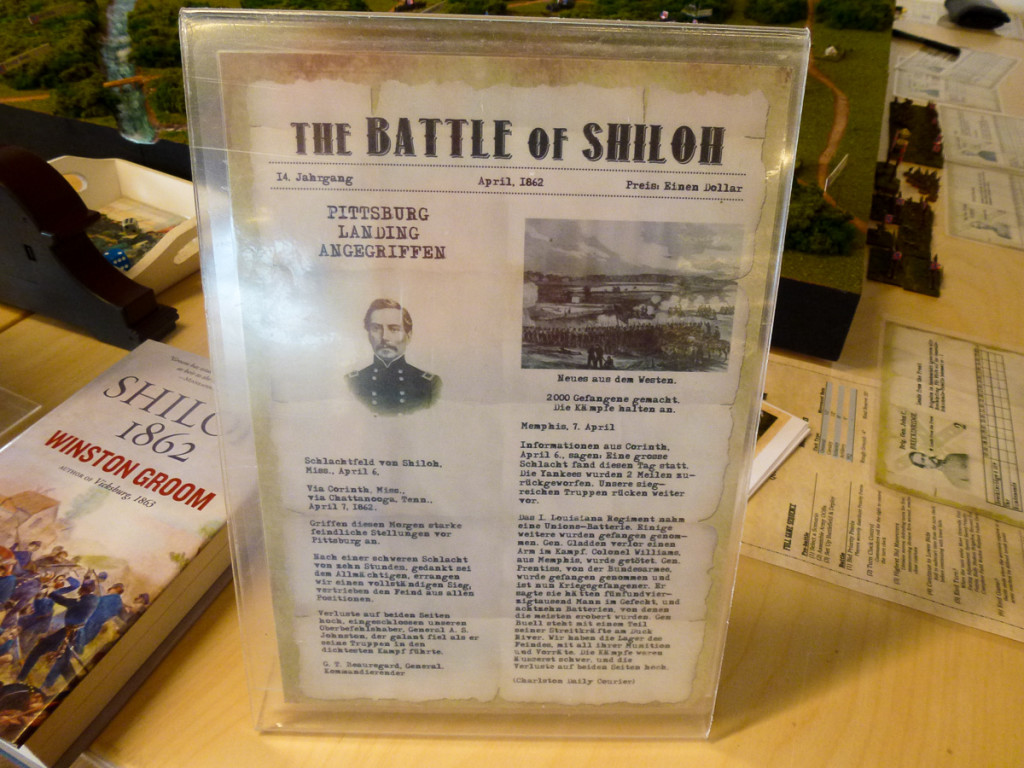 THE BATTLE OF SHILOH
14. Jahrgang April, 1862 Preis: Einen Dollar
PITTSBURG
LANDING
ANGEGRIFFEN
Schlachtfeld von Shiloh,
Miss., April 6,
Via Corinth, Miss.,
via Chattanooga, Tenn.,
April 7, 1862.
Griffen diesen Morgen starke
feindliche Stellungen vor
Pittsburg an.
Nach einer schweren Schlacht
von zehn Stunden, gedankt sei
dem Allmächtigen, errangen
wir einen vollständigen Sieg,
vertrieben den Feind aus allen
Positionen.
Verluste auf beiden Seiten
hoch, eingeschlossen unseren
Oberbefehlshaber, General A. S.
Johnston, der galant fiel als er
seine Truppen in den
dichtesten Kampf führte.
G. T. Beauregard, General,
Kommandierender
Neues aus dem Westen.
2000 Gefangene gemacht.
Die Kämpfe halten an.
Memphis, 7. April
Informationen aus Corinth,
April 6., sagen: Eine grosse
Schlacht fand diesen Tag statt.
Die Yankees wurden 2 Meilen zu-
rückgeworfen. Unsere sieg-
reichen Truppen rücken weiter
vor.
Das I. Louisiana Regiment nahm
eine Unions-Batterie. Einige
weitere wurden gefangen genom-
men. Gen. Gladden verlor einen
Arm im Kampf. Colonel Williams,
aus Memphis, wurde getötet. Gen.
Prentiss, von der Bundesarmee,
wurde gefangen genommen und
ist nun Kriegsgefangener. Er
sagte sie hätten fünfundvier-
zigtausend Mann im Gefecht, und
achtzehn Batterien, von denen
die meisten erobert wurden. Gen
Buell steht mit einem Teil
seiner Streitkräfte am Duck
River. Wir haben die Lager des
Feindes, mit all ihrer Munition
und Vorräte. Die Kämpfe waren
äusserst schwer, und die
Verluste auf beiden Seiten hoch.
(Charlston Daily Courier)
SHILO
1862
WINSTON GROOM
AUTHOR OF Vicksburg, 1863